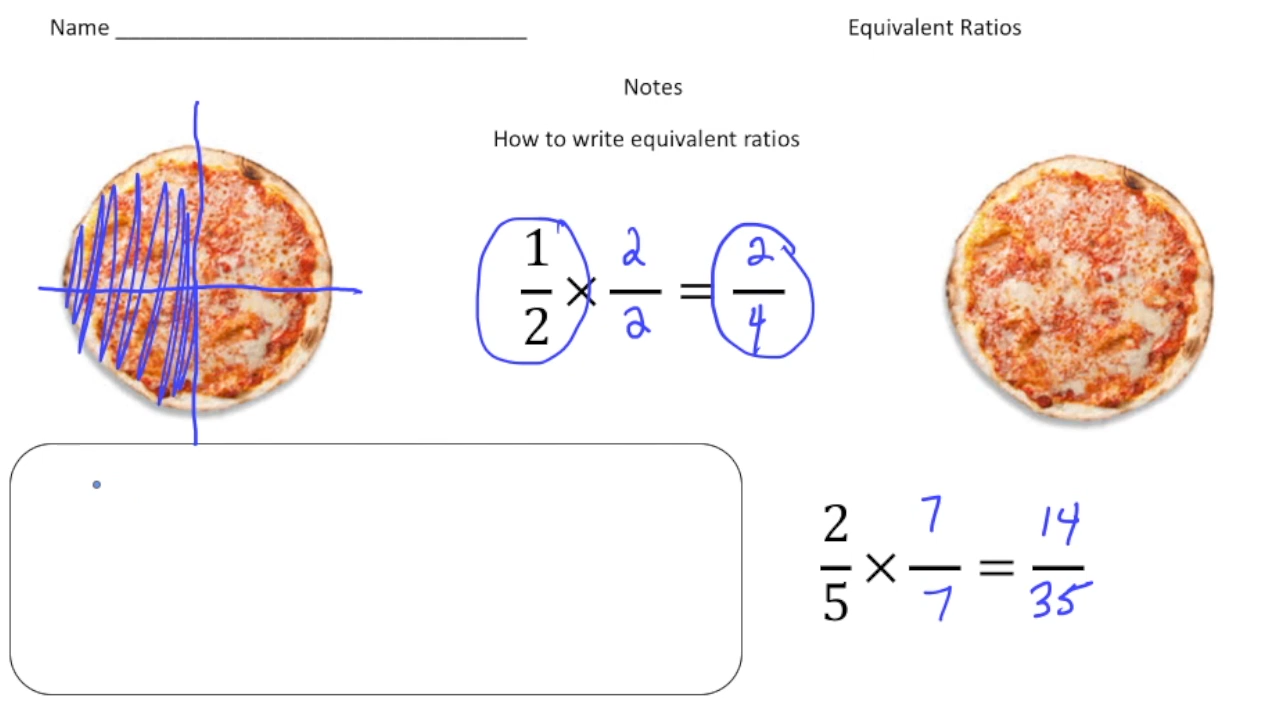 Name ____________________ Equivalent Ratios
Notes
How to write equivalent ratios
1/2 × 2/2 = 2/4
2/5 × 7/7 = 14/35